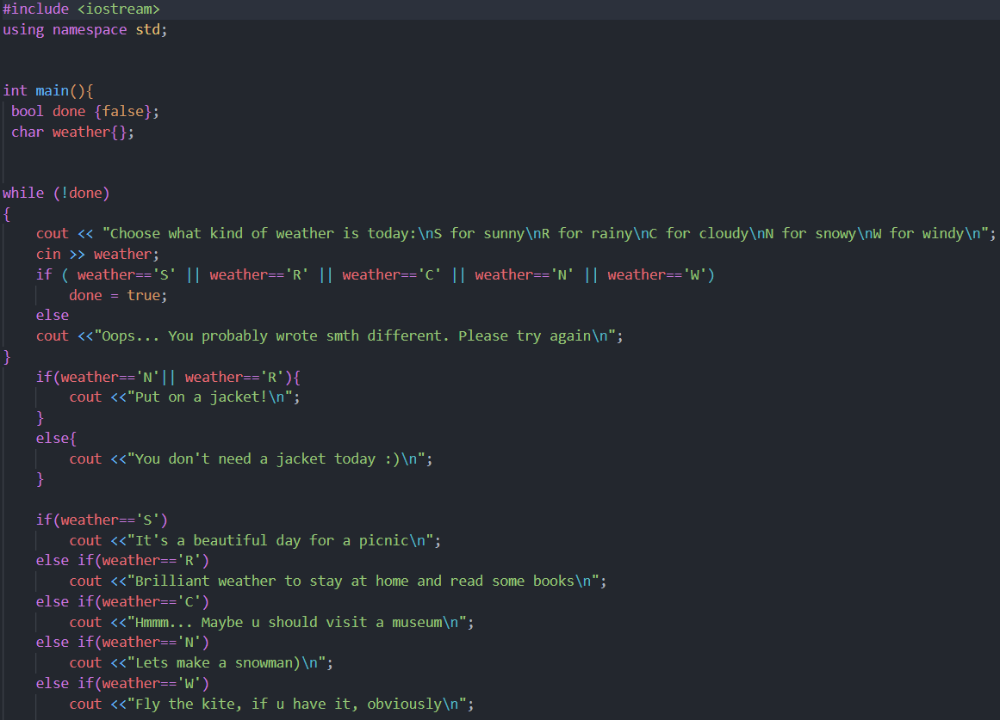 #include <iostream>
using namespace std;
int main(){
bool done {false};
char weather{};
while (!done)
{
cout << "Choose what kind of weather is today:\nS for sunny\nR for rainy\nC for cloudy\nN for snowy\nW for windy\n";
cin >> weather;
if ( weather=='S' || weather=='R' || weather=='C' || weather=='N' || weather=='W')
done = true;
else
cout <<"Oops... You probably wrote smth different. Please try again\n";
}
if(weather=='N'|| weather=='R'){
cout <<"Put on a jacket!\n";
}
else{
cout <<"You don't need a jacket today :)\n";
}
if(weather=='S')
cout <<"It's a beautiful day for a picnic\n";
else if(weather=='R')
cout <<"Brilliant weather to stay at home and read some books\n";
else if(weather=='C')
cout <<"Hmmm... Maybe u should visit a museum\n";
else if(weather=='N')
cout <<"Lets make a snowman)\n";
else if(weather=='W')
cout <<"Fly the kite, if u have it, obviously\n";